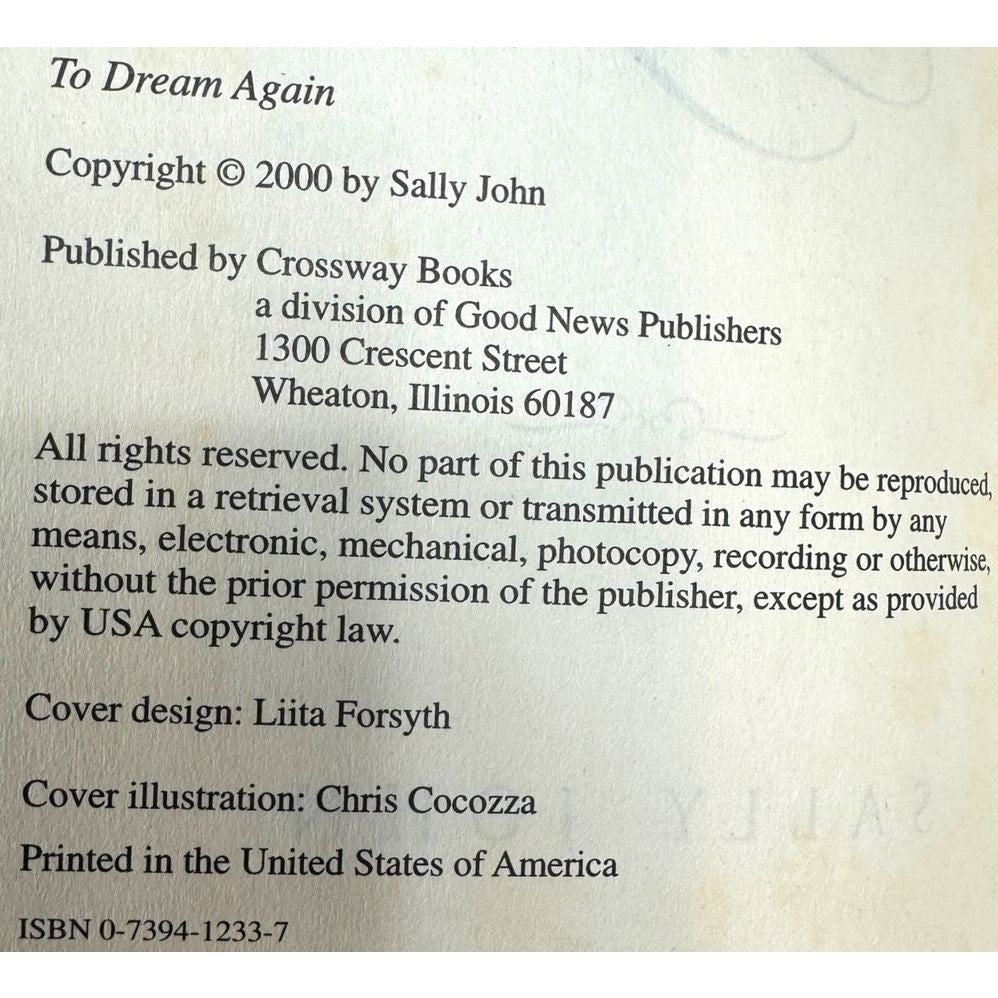 To Dream Again
Copyright © 2000 by Sally John
Published by Crossway Books
a division of Good News Publishers
1300 Crescent Street
Wheaton, Illinois 60187
All rights reserved. No part of this publication may be reproduced,
stored in a retrieval system or transmitted in any form by any
means, electronic, mechanical, photocopy, recording or otherwise,
without the prior permission of the publisher, except as provided
by USA copyright law.
Cover design: Liita Forsyth
Cover illustration: Chris Cocozza
Printed in the United States of America
ISBN 0-7394-1233-7